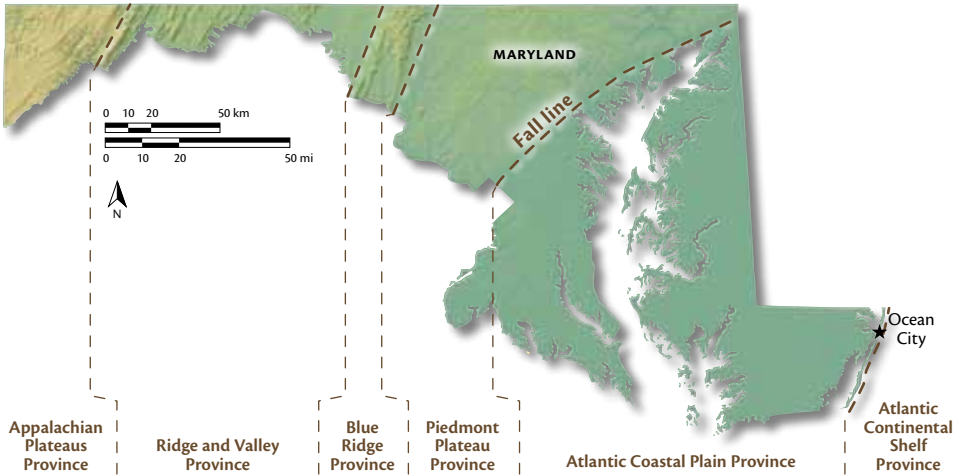 MARYLAND
Fall line
0 10 20 50 km
0 10 20 50 mi
N
Ocean
City
Appalachian
Plateaus
Province
Ridge and Valley
Province
Blue
Ridge
Province
Piedmont
Plateau
Province
Atlantic Coastal Plain Province
Atlantic
Continental
Shelf
Province